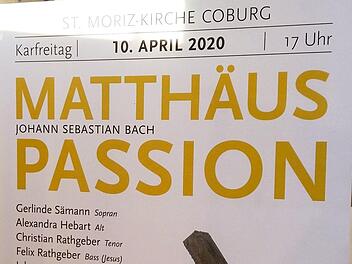 ST. MORIZ-KIRCHE COBURG
Karfreitag | 10. APRIL 2020 | 17 Uhr
MATTHÄUS
JOHANN SEBASTIAN BACH
PASSION
Gerlinde Sämann Sopran
Alexandra Hebart Alt
Christian Rathgeber Tenor
Felix Rathgeber Bass (Jesus)